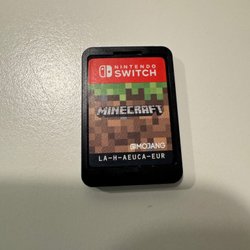 NINTENDO
SWITCH
MINECRAFT
MOJANG
LA-H-AEUCA-EUR